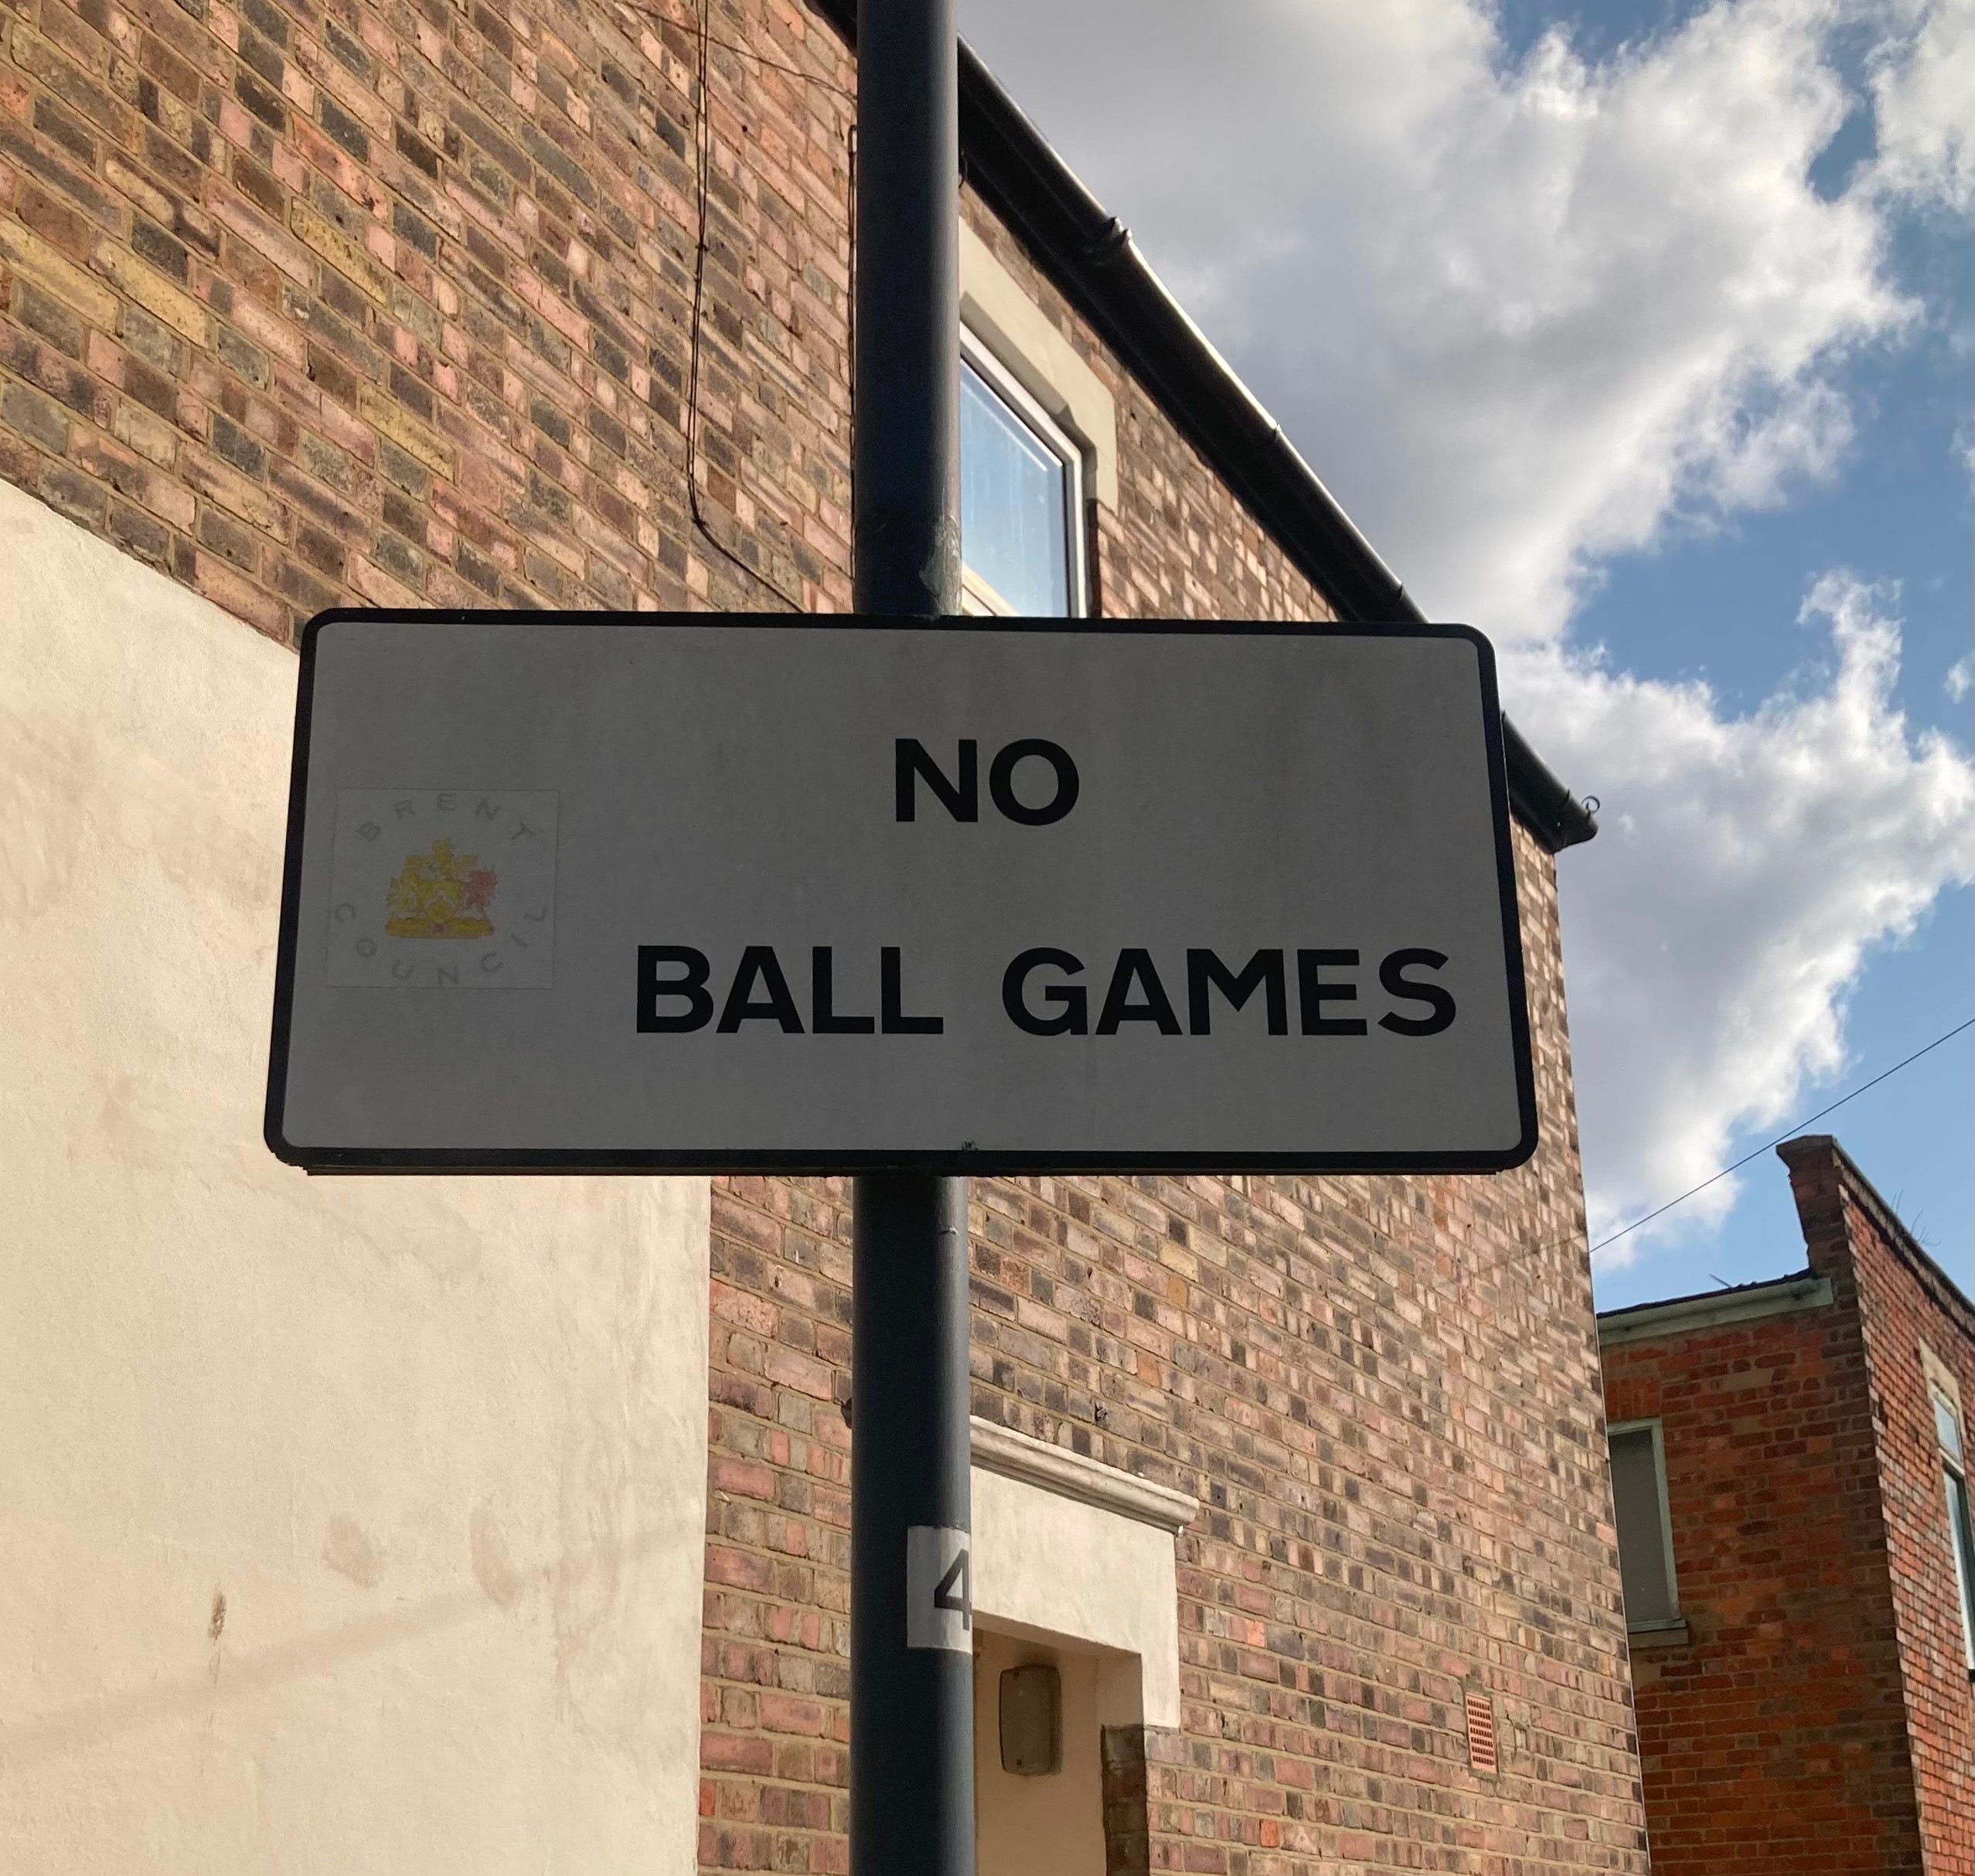 BRENT
COUNCIL
NO
BALL GAMES
4